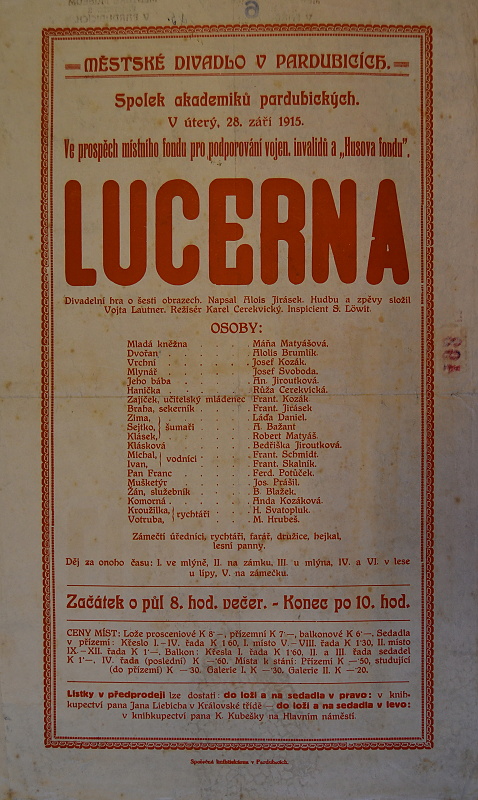 MĚSTSKÉ DIVADLO V PARDUBICÍCH.
Spolek akademiků pardubických.
V úterý, 28. září 1915.
Ve prospěch místního fondu pro podporování vojen. invalidů a „Husova fondu“.
LUCERNA
Divadelní hra o šesti obrazech. Napsal Alois Jirásek. Hudbu a zpěvy složil
Vojta Lautner. Režisér Karel Cerekvický. Inspicient S. Löwit.
OSOBY:
Mladá kněžna . . . . . Máňa Matyášová.
Dvořan . . . . . Aloiis Brumlík.
Vrchní . . . . . Josef Kozák.
Mlynář . . . . . Josef Svoboda.
Jeho bába . . . . . An. Jiroutková.
Hanička . . . . . Růža Cerekvická.
Zajíček, učitelský mládenec Frant. Kozák
Braha, sekerník . . . . Frant. Jirásek
Zima, Láďa Daniel.
Sejtko, šumaři . . . . A. Bažant
Klásek, Robert Matyáš.
Klásková . . . . . Bedřiška Jiroutková.
Michal, vodníci . . . . Frant. Schmidt.
Ivan, Frant. Skalník.
Pan Franc . . . . . Ferd. Potůček.
Mušketýr . . . . . Jos. Prášil.
Žán, služebník . . . . B. Blažek.
Komorná . . . . . Anda Kozáková.
Kroužilka, rychtáři . . . H. Svatopluk.
Votruba, M. Hrubeš.
Zámečtí úředníci, rychtáři, farář, družice, hejkal,
lesní panny.
Děj za onoho času: I. ve mlýně, II. na zámku, III. u mlýna, IV. a VI. v lese
u lípy, V. na zámečku.
Začátek o půl 8. hod. večer. - Konec po 10. hod.
CENY MÍST: Lože prosceniové K 8·–, přízemní K 7·–, balkonové K 6·–. Sedadla
v přízemí: Křeslo I.–IV. řada K 1·60, I. místo V.–VIII. řada K 1·30, II. místo
IX.–XII. řada K 1·–. Balkon: Křesla I. řada K 1·60, II. a III. řada sedadel
K 1·–, IV. řada (poslední) K –·60. Místa k stání: Přízemí K –·50, studující
(do přízemí) K –·30. Galerie I. K –·30, Galerie II. K –·20.
Lístky v předprodeji lze dostati: do loží a na sedadla v pravo: v knih-
kupectví pana Jana Liebicha v Královské třídě — do loží a na sedadla v levo:
v knihkupectví pana K. Kubešky na Hlavním náměstí.
Společná knihtiskárna v Pardubicích.